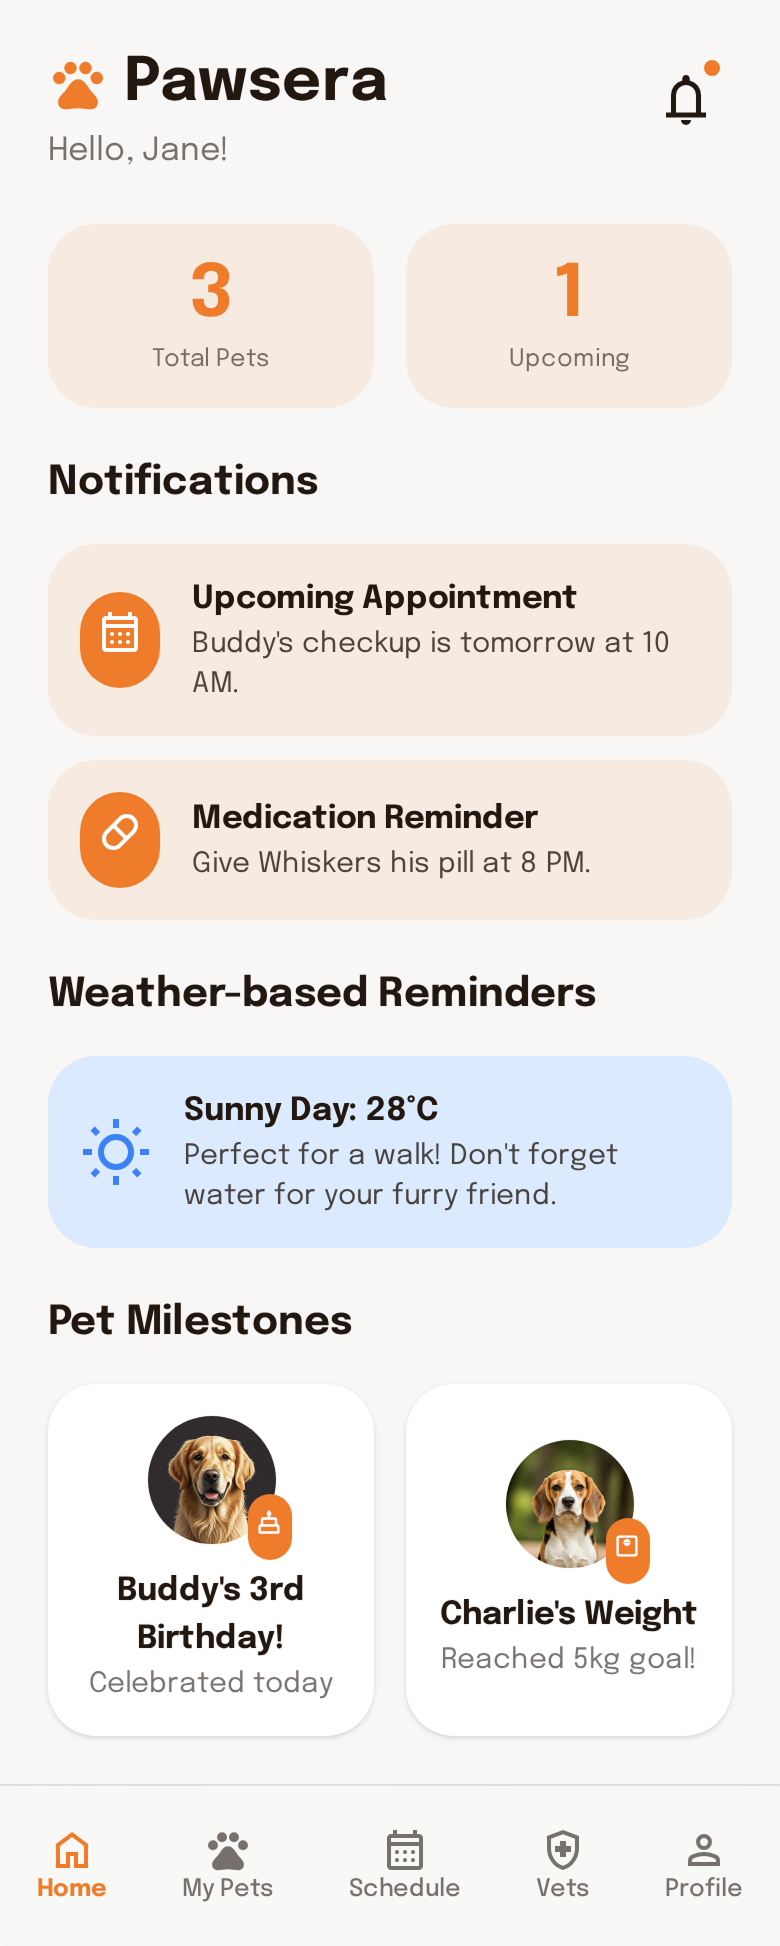 Pawsera
Hello, Jane!
3
Total Pets
1
Upcoming
Notifications
Upcoming Appointment
Buddy's checkup is tomorrow at 10
AM.
Medication Reminder
Give Whiskers his pill at 8 PM.
Weather-based Reminders
Sunny Day: 28°C
Perfect for a walk! Don't forget
water for your furry friend.
Pet Milestones
Buddy's 3rd
Birthday!
Celebrated today
Charlie's Weight
Reached 5kg goal!
Home
My Pets
Schedule
Vets
Profile